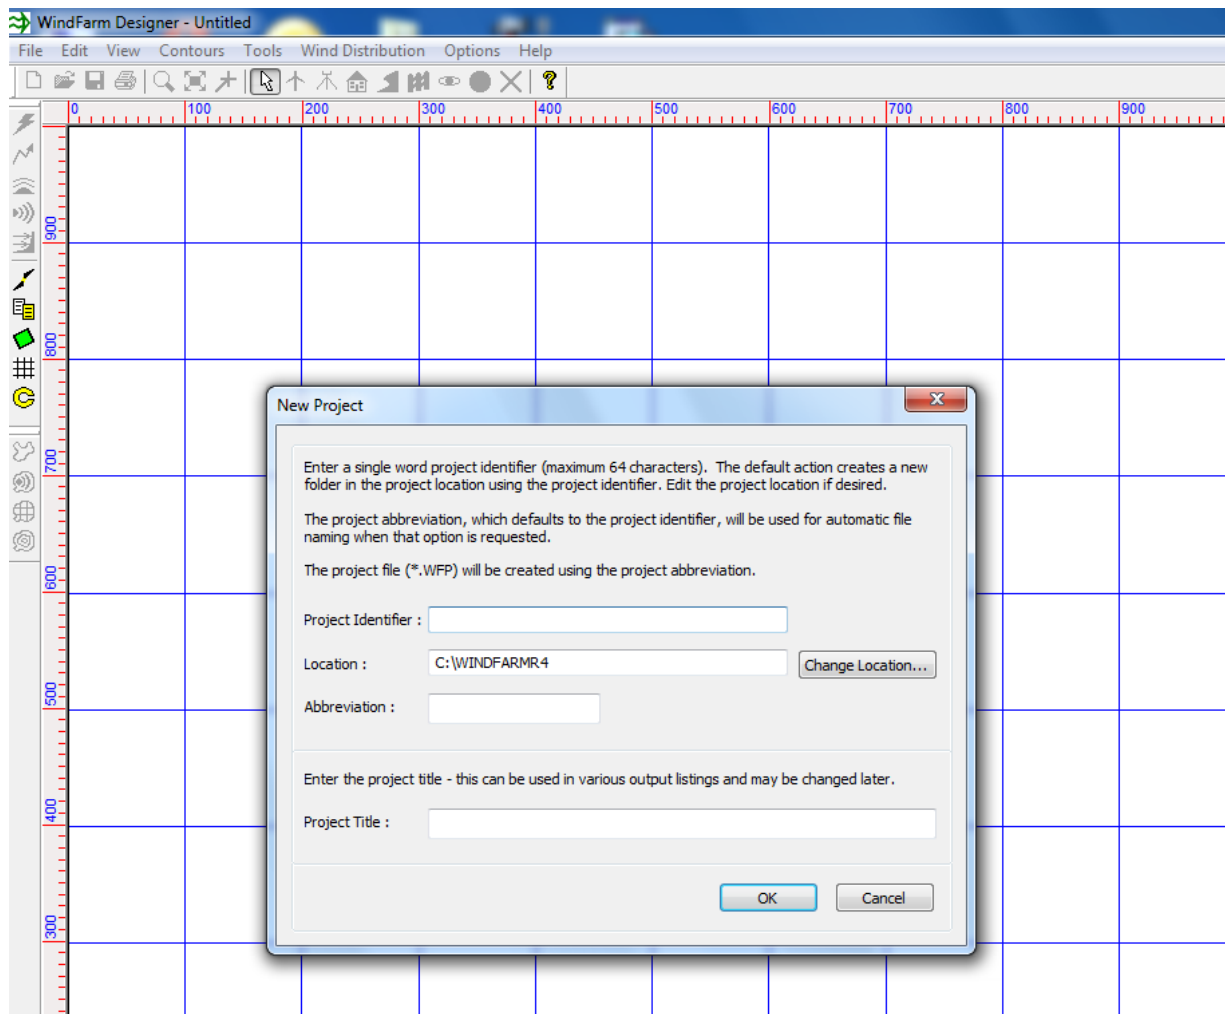 WindFarm Designer - Untitled
File Edit View Contours Tools Wind Distribution Options Help
0 100 200 300 400 500 600 700 800 900
900
800
700
600
500
400
300
New Project
Enter a single word project identifier (maximum 64 characters). The default action creates a new
folder in the project location using the project identifier. Edit the project location if desired.
The project abbreviation, which defaults to the project identifier, will be used for automatic file
naming when that option is requested.
The project file (*.WFP) will be created using the project abbreviation.
Project Identifier :
Location : C:\WINDFARMR4 Change Location...
Abbreviation :
Enter the project title - this can be used in various output listings and may be changed later.
Project Title :
OK Cancel